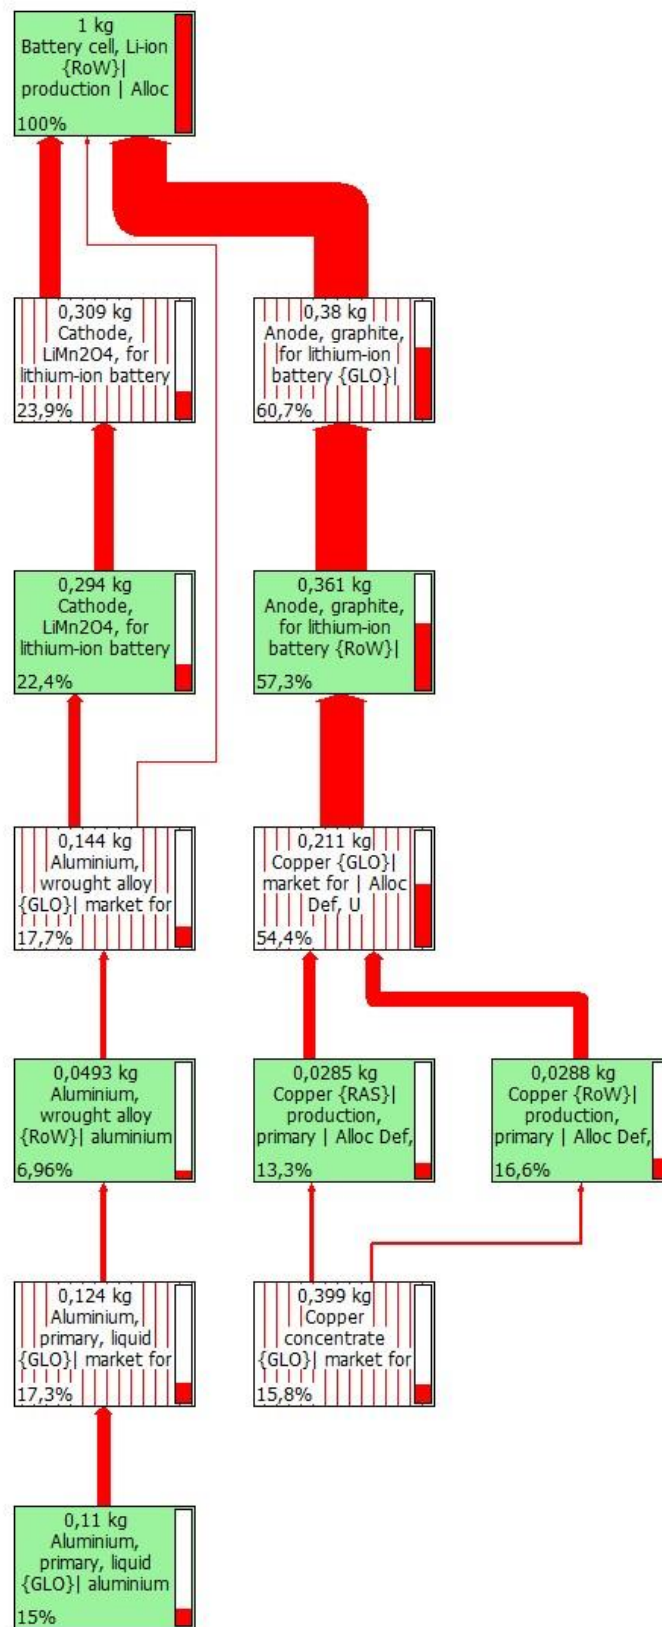 1 kg
Battery cell, Li-ion
{RoW}|
production | Alloc
100%
0,309 kg
Cathode,
LiMn2O4, for
lithium-ion battery
23,9%
0,38 kg
Anode, graphite,
for lithium-ion
battery {GLO}|
60,7%
0,294 kg
Cathode,
LiMn2O4, for
lithium-ion battery
22,4%
0,361 kg
Anode, graphite,
for lithium-ion
battery {RoW}|
57,3%
0,144 kg
Aluminium,
wrought alloy
{GLO}| market for
17,7%
0,211 kg
Copper {GLO}|
market for | Alloc
Def, U
54,4%
0,0493 kg
Aluminium,
wrought alloy
{RoW}| aluminium
6,96%
0,0285 kg
Copper {RAS}|
production,
primary | Alloc Def,
13,3%
0,0288 kg
Copper {RoW}|
production,
primary | Alloc Def,
16,6%
0,124 kg
Aluminium,
primary, liquid
{GLO}| market for
17,3%
0,399 kg
Copper
concentrate
{GLO}| market for
15,8%
0,11 kg
Aluminium,
primary, liquid
{GLO}| aluminium
15%